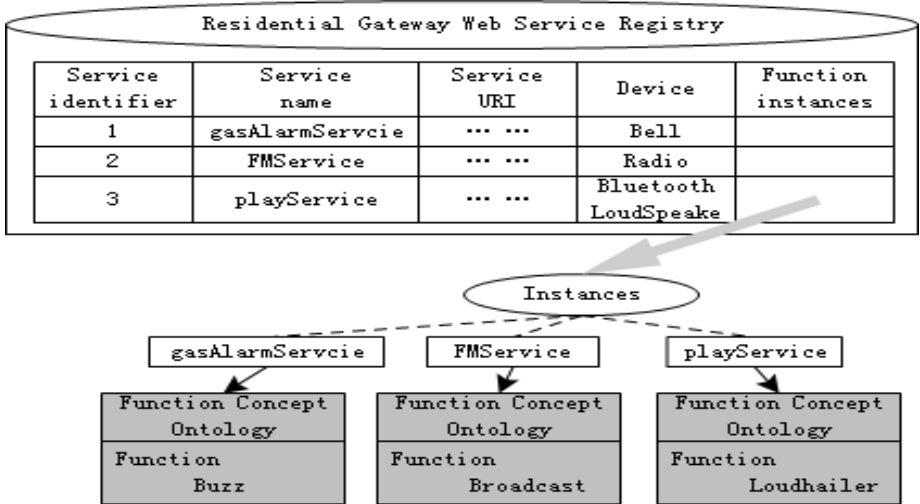 Residential Gateway Web Service Registry
Service identifier Service name Service URI Device Function instances
1 gasAlarmServcie ... ... Bell
2 FMService ... ... Radio
3 playService ... ... Bluetooth LoudSpeake
Instances
gasAlarmServcie FMService playService
Function Concept Function Concept Function Concept
Ontology Ontology Ontology
Function Function Function
Buzz Broadcast Loudhailer